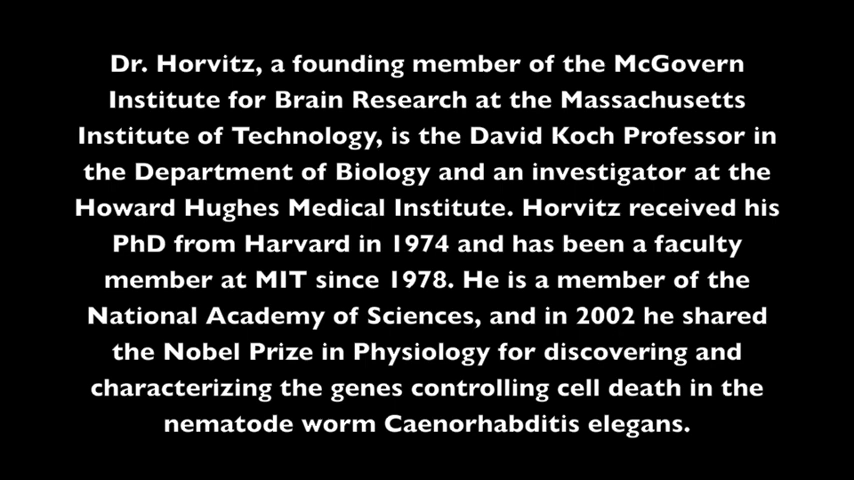 Dr. Horvitz, a founding member of the McGovern
Institute for Brain Research at the Massachusetts
Institute of Technology, is the David Koch Professor in
the Department of Biology and an investigator at the
Howard Hughes Medical Institute. Horvitz received his
PhD from Harvard in 1974 and has been a faculty
member at MIT since 1978. He is a member of the
National Academy of Sciences, and in 2002 he shared
the Nobel Prize in Physiology for discovering and
characterizing the genes controlling cell death in the
nematode worm Caenorhabditis elegans.